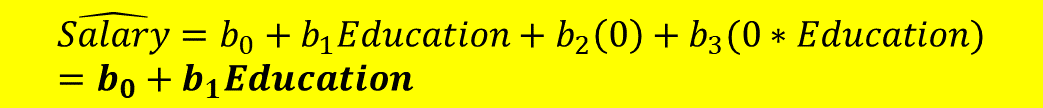 Salary = b₀ + b₁Education + b₂(0) + b₃(0 * Education)
= b₀ + b₁Education